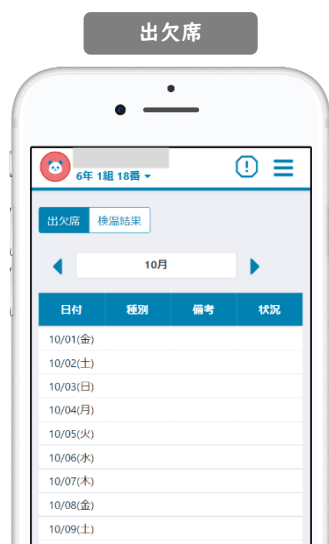 出欠席
6年 1組 18番
出欠席 検温結果
10月
日付 種別 備考 状況
10/01(金)
10/02(土)
10/03(日)
10/04(月)
10/05(火)
10/06(水)
10/07(木)
10/08(金)
10/09(土)